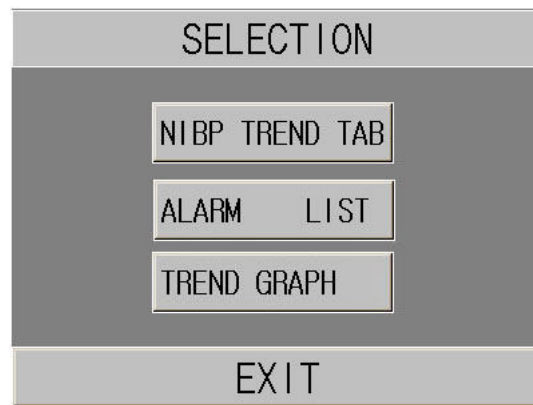 SELECTION
NIBP TREND TAB
ALARM LIST
TREND GRAPH
EXIT